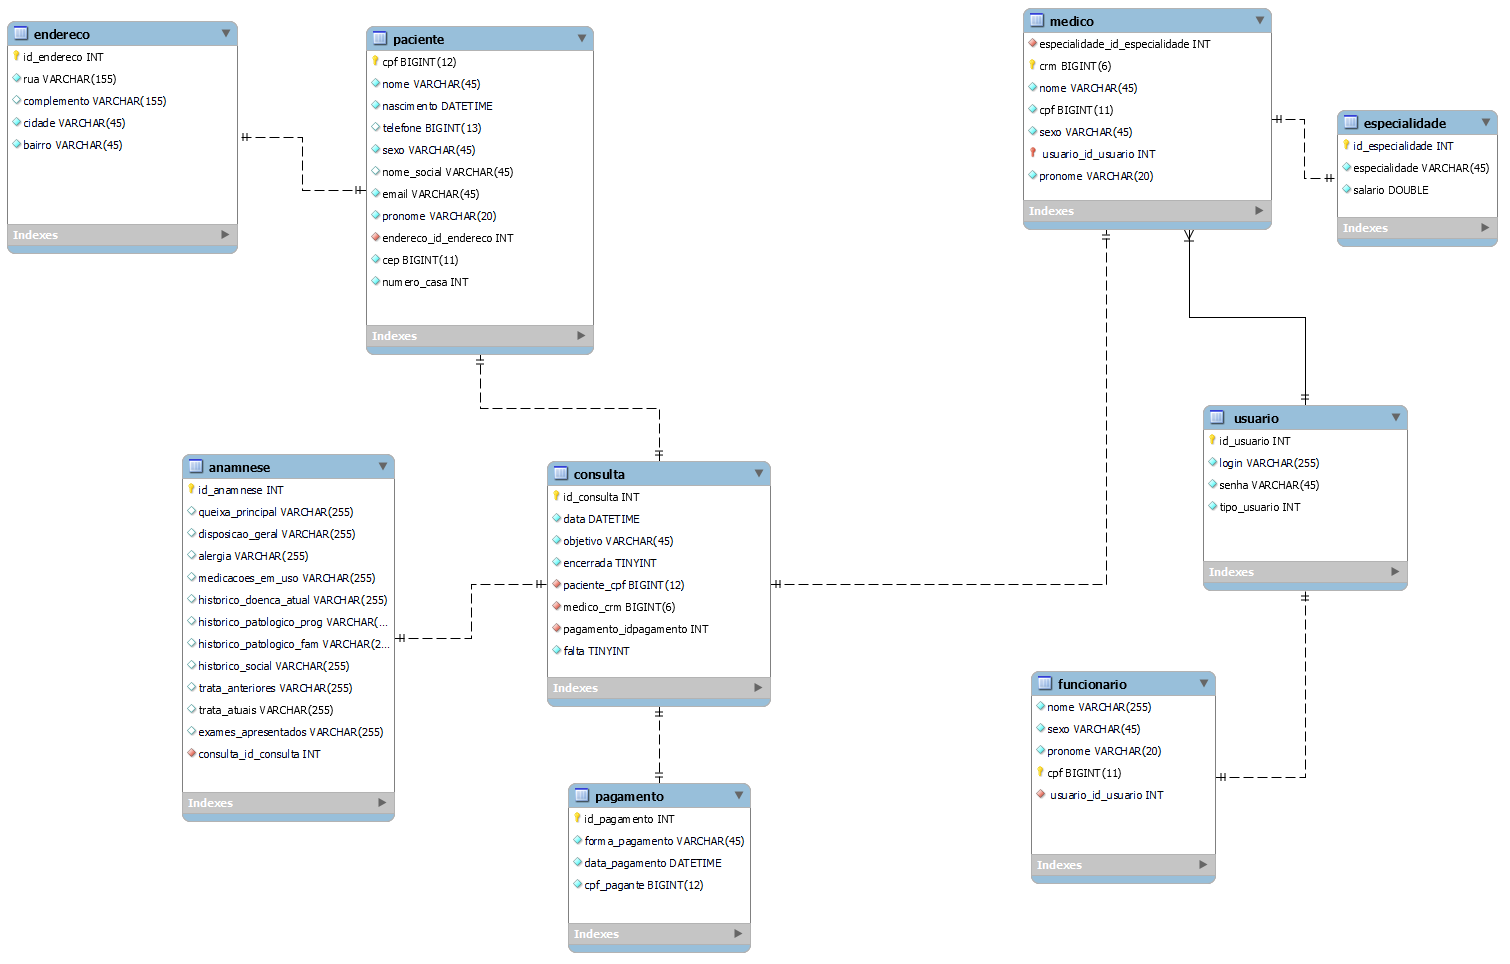 endereco
id_endereco INT
rua VARCHAR(155)
complemento VARCHAR(155)
cidade VARCHAR(45)
bairro VARCHAR(45)
Indexes
paciente
cpf BIGINT(12)
nome VARCHAR(45)
nascimento DATETIME
telefone BIGINT(13)
sexo VARCHAR(45)
nome_social VARCHAR(45)
email VARCHAR(45)
pronome VARCHAR(20)
endereco_id_endereco INT
cep BIGINT(11)
numero_casa INT
Indexes
medico
especialidade_id_especialidade INT
crm BIGINT(6)
nome VARCHAR(45)
cpf BIGINT(11)
sexo VARCHAR(45)
usuario_id_usuario INT
pronome VARCHAR(20)
Indexes
especialidade
id_especialidade INT
especialidade VARCHAR(45)
salario DOUBLE
Indexes
anamnese
id_anamnese INT
queixa_principal VARCHAR(255)
disposicao_geral VARCHAR(255)
alergia VARCHAR(255)
medicacoes_em_uso VARCHAR(255)
historico_doenca_atual VARCHAR(255)
historico_patologico_prog VARCHAR(...
historico_patologico_fam VARCHAR(2...
historico_social VARCHAR(255)
trata_anteriores VARCHAR(255)
trata_atuais VARCHAR(255)
exames_apresentados VARCHAR(255)
consulta_id_consulta INT
Indexes
consulta
id_consulta INT
data DATETIME
objetivo VARCHAR(45)
encerrada TINYINT
paciente_cpf BIGINT(12)
medico_crm BIGINT(6)
pagamento_idpagamento INT
falta TINYINT
Indexes
usuario
id_usuario INT
login VARCHAR(255)
senha VARCHAR(45)
tipo_usuario INT
Indexes
funcionario
nome VARCHAR(255)
sexo VARCHAR(45)
pronome VARCHAR(20)
cpf BIGINT(11)
usuario_id_usuario INT
Indexes
pagamento
id_pagamento INT
forma_pagamento VARCHAR(45)
data_pagamento DATETIME
cpf_pagante BIGINT(12)
Indexes